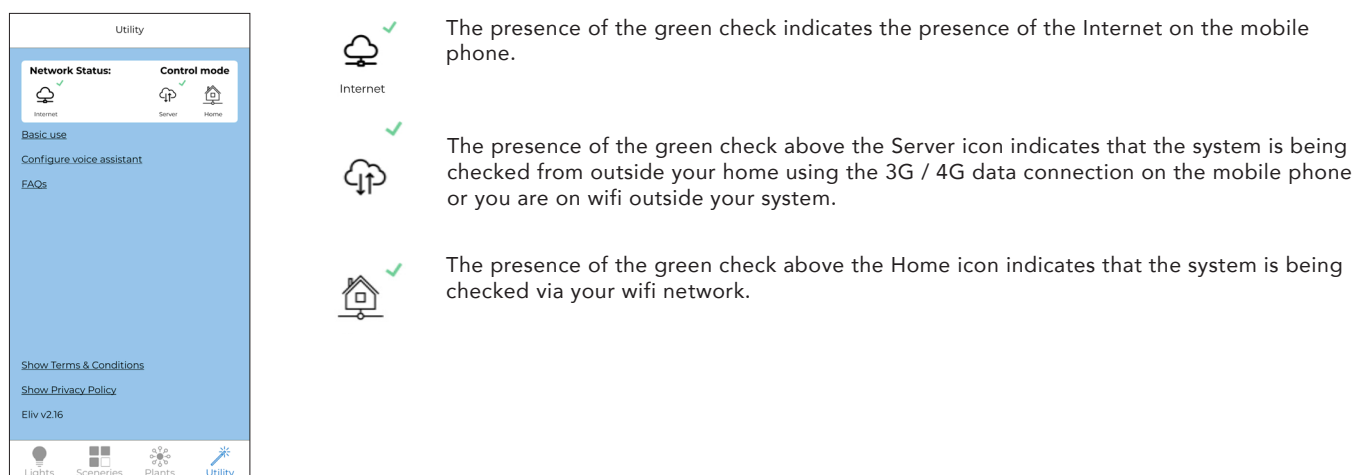 Utility
Network Status:
Control mode
Internet
Server
Home
Basic use
Configure voice assistant
FAQs
Show Terms & Conditions
Show Privacy Policy
Eliv v2.16
Lights
Sceneries
Plants
Utility
Internet
The presence of the green check indicates the presence of the Internet on the mobile
phone.
The presence of the green check above the Server icon indicates that the system is being
checked from outside your home using the 3G / 4G data connection on the mobile phone
or you are on wifi outside your system.
The presence of the green check above the Home icon indicates that the system is being
checked via your wifi network.